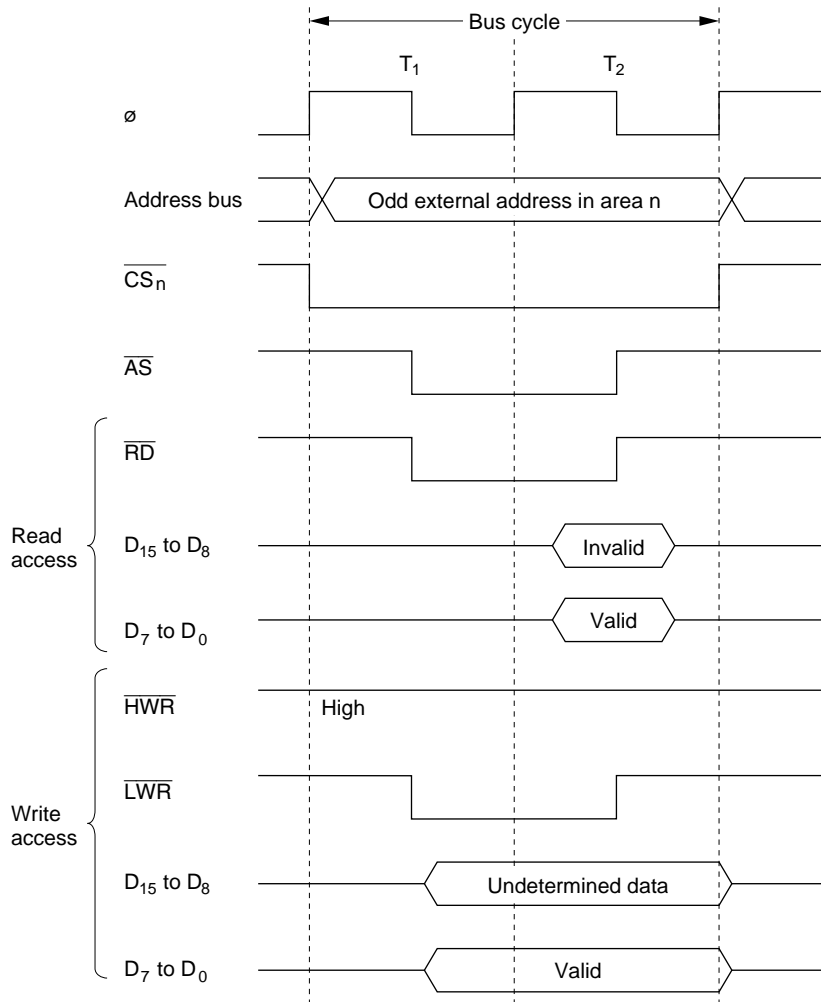 Bus cycle
T1 T2
ø
Address bus Odd external address in area n
CSn
AS
RD
Read access
D15 to D8 Invalid
D7 to D0 Valid
HWR High
LWR
Write access
D15 to D8 Undetermined data
D7 to D0 Valid